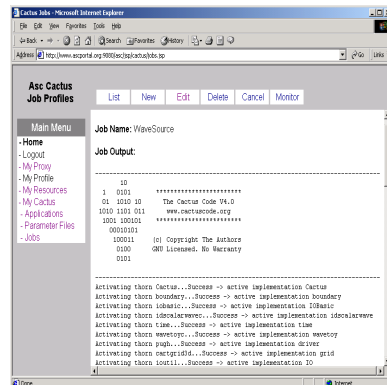 Cactus Jobs - Microsoft Internet Explorer
File Edit View Favorites Tools Help
Back Search Favorites History
Address http://www.ascportal.org:9080/asc/jsp/cactus/jobs.jsp Go Links
Asc Cactus
Job Profiles
List New Edit Delete Cancel Monitor
Main Menu
- Home
- Logout
- My Proxy
- My Profile
- My Resources
- My Cactus
- Applications
- Parameter Files
- Jobs
Job Name: WaveSource
Job Output:
--------------------------------------------------------------------------------
10
1 0101 ************************
01 1010 10 The Cactus Code V4.0
1010 1101 011 www.cactuscode.org
1001 100101 ************************
00010101
100011 (c) Copyright The Authors
0100 GNU Licensed. No Warranty
0101
--------------------------------------------------------------------------------
Activating thorn Cactus...Success -> active implementation Cactus
Activating thorn boundary...Success -> active implementation boundary
Activating thorn iobasic...Success -> active implementation IOBasic
Activating thorn idscalarwavec...Success -> active implementation idscalarwave
Activating thorn time...Success -> active implementation time
Activating thorn wavetoyc...Success -> active implementation wavetoy
Activating thorn pugh...Success -> active implementation driver
Activating thorn cartgrid3d...Success -> active implementation grid
Activating thorn ioutil...Success -> active implementation IO
Done Internet